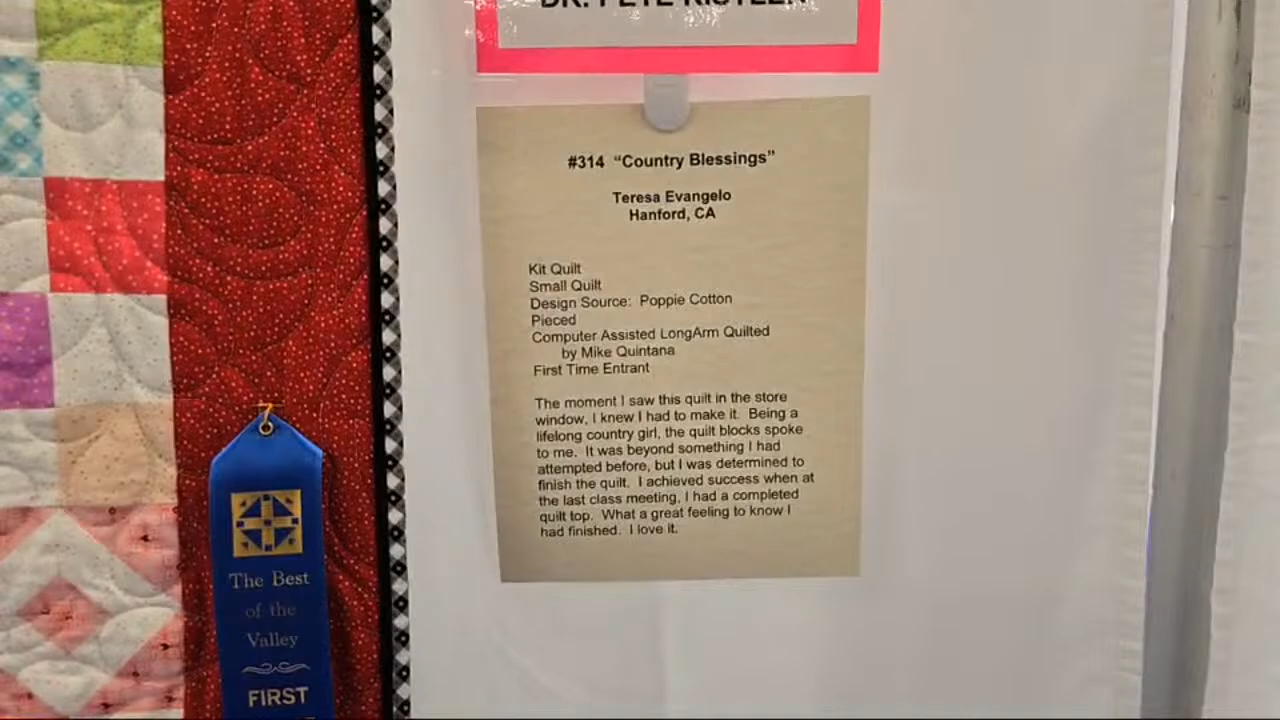 DR. PETE
#314 “Country Blessings”
Teresa Evangelo
Hanford, CA
Kit Quilt
Small Quilt
Design Source: Poppie Cotton
Pieced
Computer Assisted LongArm Quilted
by Mike Quintana
First Time Entrant
The moment I saw this quilt in the store
window, I knew I had to make it. Being a
lifelong country girl, the quilt blocks spoke
to me. It was beyond something I had
attempted before, but I was determined to
finish the quilt. I achieved success when at
the last class meeting, I had a completed
quilt top. What a great feeling to know I
had finished. I love it.
The Best
of the
Valley
FIRST